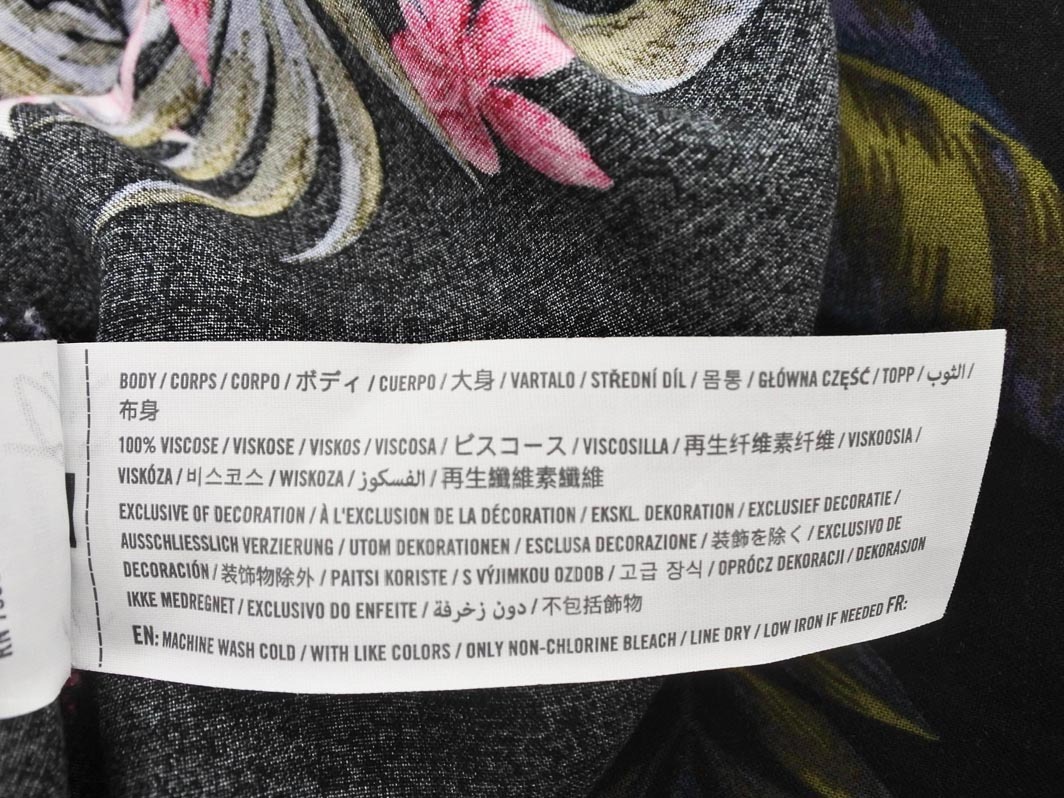 BODY / CORPS / CORPO / ボディ / CUERPO / 大身 / VARTALO / STŘEDNÍ DÍL / 몸통 / GŁÓWNA CZĘŚĆ / TOPP / الثوب /
布身
100% VISCOSE / VISKOSE / VISKOS / VISCOSA / ビスコース / VISCOSILLA / 再生纤维素纤维 / VISKOOSIA /
VISKÓZA / 비스코스 / WISKOZA / الفسكوز / 再生纖維素纖維
EXCLUSIVE OF DECORATION / À L'EXCLUSION DE LA DÉCORATION / EKSKL. DEKORATION / EXCLUSIEF DECORATIE /
AUSSCHLIESSLICH VERZIERUNG / UTOM DEKORATIONEN / ESCLUSA DECORAZIONE / 装飾を除く / EXCLUSIVO DE
DECORACIÓN / 装饰物除外 / PAITSI KORISTE / S VÝJIMKOU OZDOB / 고급 장식 / OPRÓCZ DEKORACJI / DEKORASJON
IKKE MEDREGNET / EXCLUSIVO DO ENFEITE / دون زخرفة / 不包括飾物
EN: MACHINE WASH COLD / WITH LIKE COLORS / ONLY NON-CHLORINE BLEACH / LINE DRY / LOW IRON IF NEEDED FR: